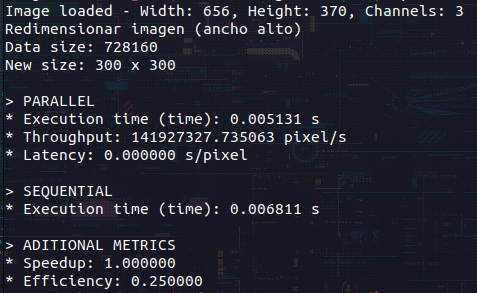 Image loaded - Width: 656, Height: 370, Channels: 3
Redimensionar imagen (ancho alto)
Data size: 728160
New size: 300 x 300
> PARALLEL
* Execution time (time): 0.005131 s
* Throughput: 141927327.735063 pixel/s
* Latency: 0.000000 s/pixel
> SEQUENTIAL
* Execution time (time): 0.006811 s
> ADITIONAL METRICS
* Speedup: 1.000000
* Efficiency: 0.250000